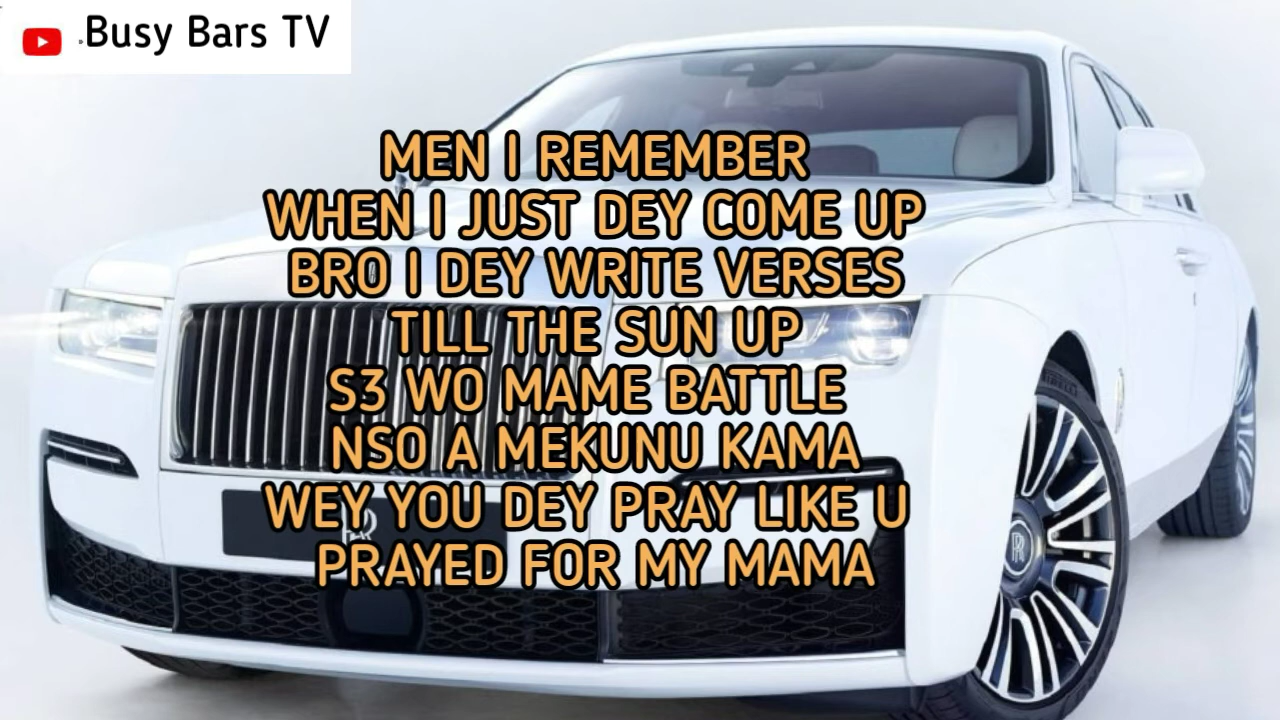 Busy Bars TV
MEN I REMEMBER
WHEN I JUST DEY COME UP
BRO I DEY WRITE VERSES
TILL THE SUN UP
S3 WO MAME BATTLE
NSO A MEKUNU KAMA
WEY YOU DEY PRAY LIKE U
PRAYED FOR MY MAMA